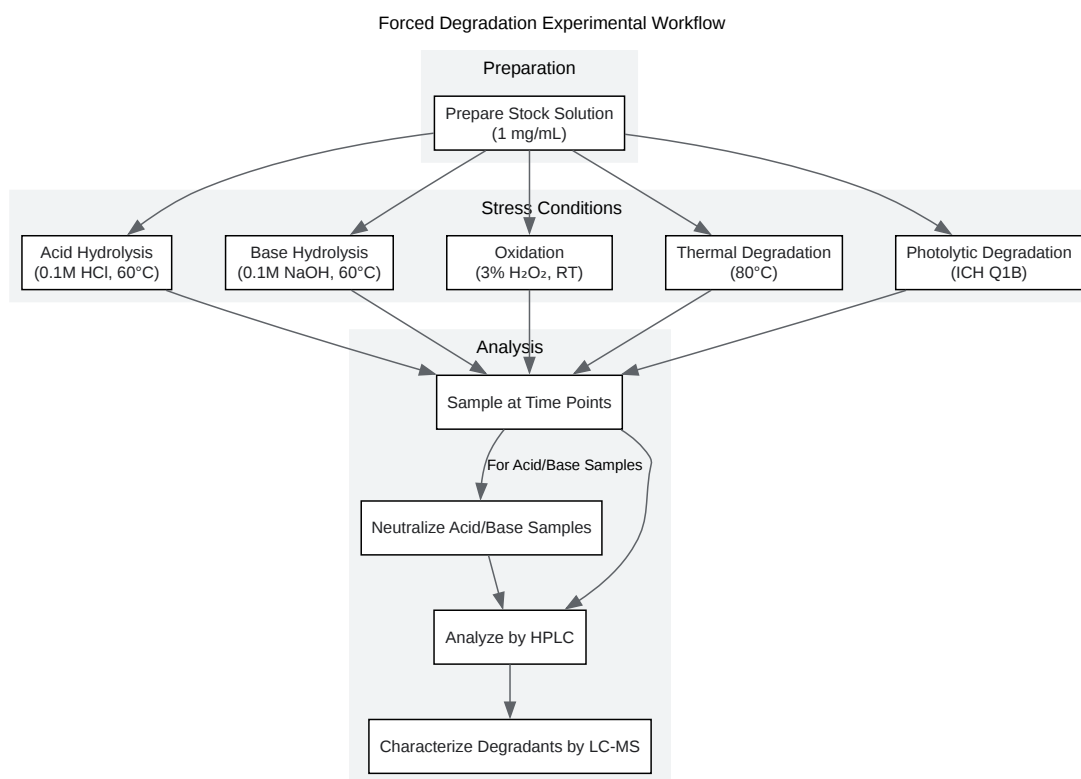 Forced Degradation Experimental Workflow
Preparation
Prepare Stock Solution
(1 mg/mL)
Stress Conditions
Acid Hydrolysis
(0.1M HCl, 60°C)
Base Hydrolysis
(0.1M NaOH, 60°C)
Oxidation
(3% H₂O₂, RT)
Thermal Degradation
(80°C)
Photolytic Degradation
(ICH Q1B)
Analysis
Sample at Time Points
For Acid/Base Samples
Neutralize Acid/Base Samples
Analyze by HPLC
Characterize Degradants by LC-MS